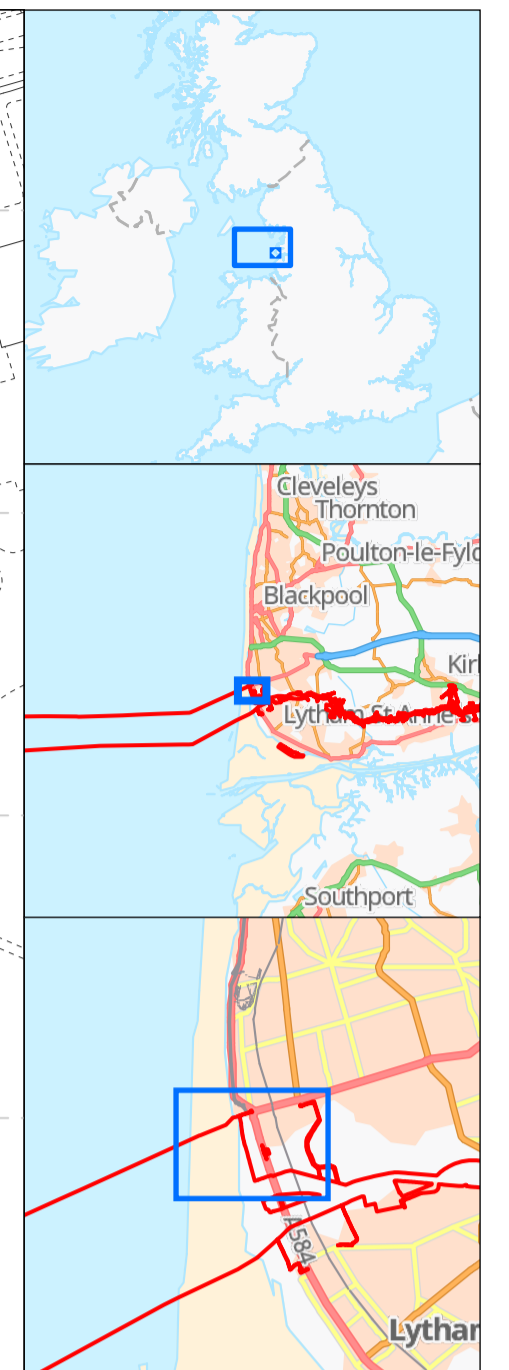 Cleveleys
Thornton
Poulton-le-Fyld
Blackpool
Kirk
Lytham St Anne's
Southport
A584
Lytham